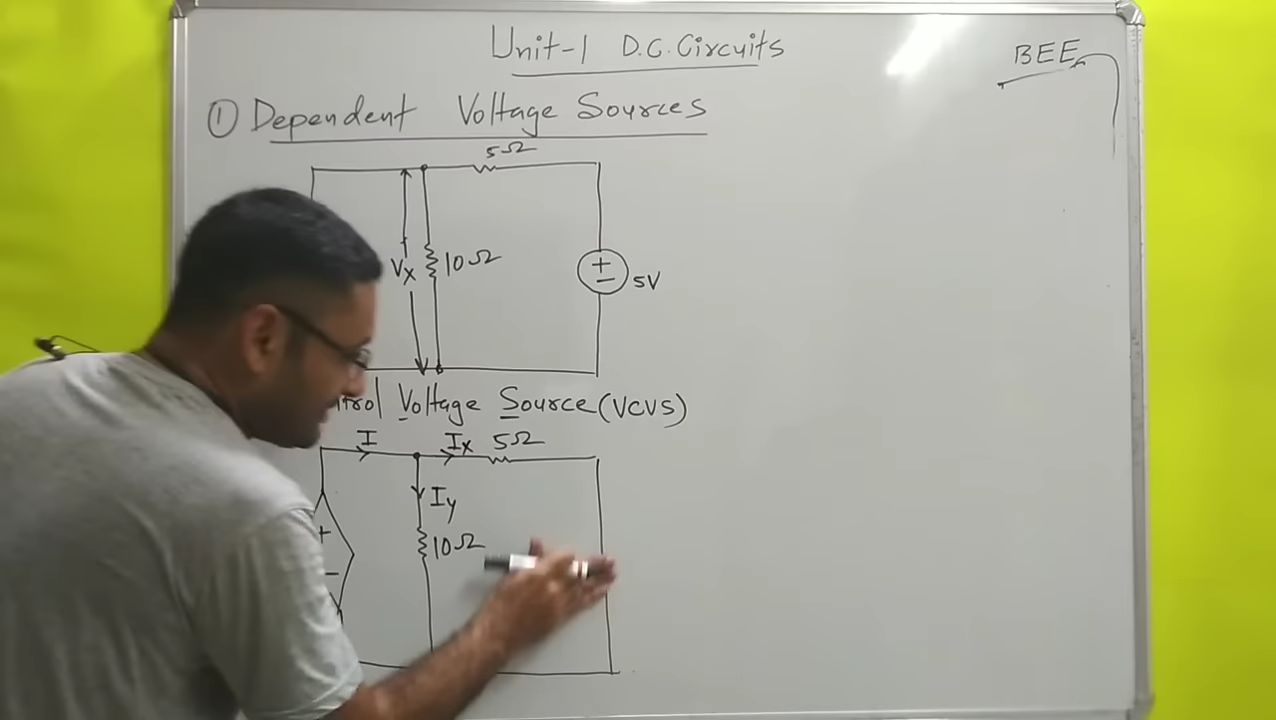 Unit-1 D.C. Circuits
BEE
① Dependent Voltage Sources
5Ω
Vx
10Ω
+
−
5V
Voltage Source (VCVS)
I
Ix
5Ω
Iy
+
10Ω
−